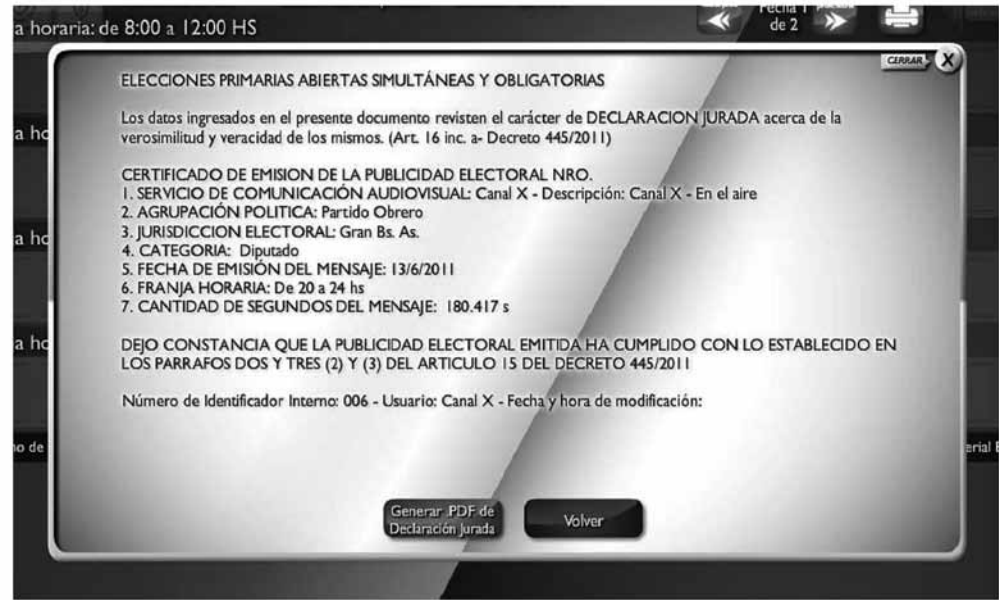 a horaria: de 8:00 a 12:00 HS
Fecha 1
de 2
CERRAR X
ELECCIONES PRIMARIAS ABIERTAS SIMULTÁNEAS Y OBLIGATORIAS
Los datos ingresados en el presente documento revisten el carácter de DECLARACION JURADA acerca de la
verosimilitud y veracidad de los mismos. (Art. 16 inc. a- Decreto 445/2011)
CERTIFICADO DE EMISION DE LA PUBLICIDAD ELECTORAL NRO.
1. SERVICIO DE COMUNICACIÓN AUDIOVISUAL: Canal X - Descripción: Canal X - En el aire
2. AGRUPACIÓN POLITICA: Partido Obrero
3. JURISDICCION ELECTORAL: Gran Bs. As.
4. CATEGORIA: Diputado
5. FECHA DE EMISIÓN DEL MENSAJE: 13/6/2011
6. FRANJA HORARIA: De 20 a 24 hs
7. CANTIDAD DE SEGUNDOS DEL MENSAJE: 180.417 s
DEJO CONSTANCIA QUE LA PUBLICIDAD ELECTORAL EMITIDA HA CUMPLIDO CON LO ESTABLECIDO EN
LOS PARRAFOS DOS Y TRES (2) Y (3) DEL ARTICULO 15 DEL DECRETO 445/2011
Número de Identificador Interno: 006 - Usuario: Canal X - Fecha y hora de modificación:
Generar .PDF de
Declaración Jurada
Volver